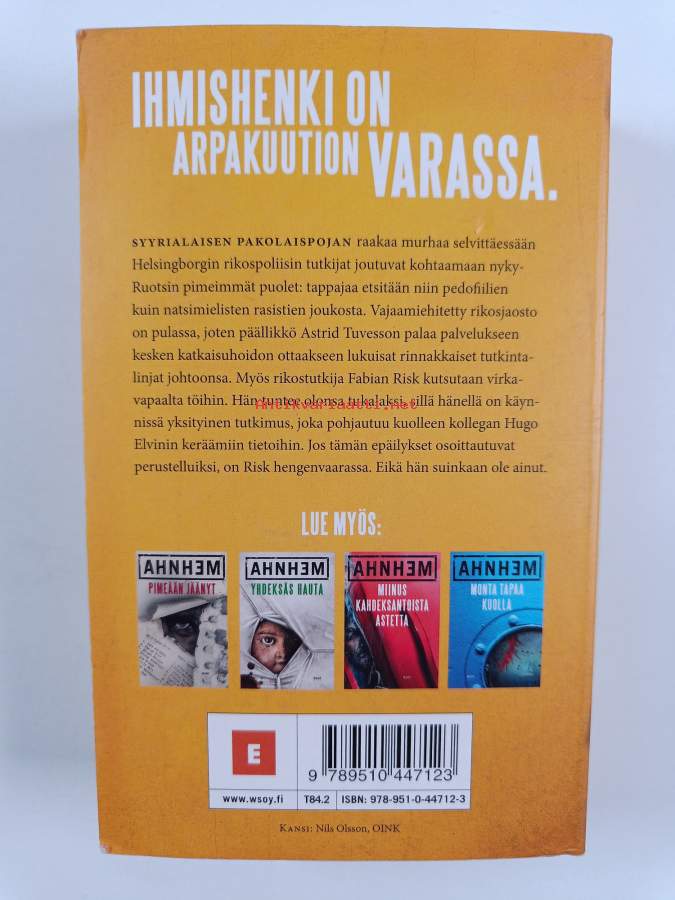 IHMISHENKI ON
ARPAKUUTION VARASSA.
SYYRIALAISEN PAKOLAISPOJAN raakaa murhaa selvittäessään
Helsingborgin rikospoliisin tutkijat joutuvat kohtaamaan nyky-
Ruotsin pimeimmät puolet: tappajaa etsitään niin pedofiilien
kuin natsimielisten rasistien joukosta. Vajaamiehitetty rikosjaosto
on pulassa, joten päällikkö Astrid Tuvesson palaa palvelukseen
kesken katkaisuhoidon ottaakseen lukuisat rinnakkaiset tutkinta-
linjat johtoonsa. Myös rikostutkija Fabian Risk kutsutaan virka-
vapaalta töihin. Hän tuntee olonsa tukalaksi, sillä hänellä on käyn-
Antikvariaatti.net
nissä yksityinen tutkimus, joka pohjautuu kuolleen kollegan Hugo
Elvinin keräämiin tietoihin. Jos tämän epäilykset osoittautuvat
perustelluiksi, on Risk hengenvaarassa. Eikä hän suinkaan ole ainut.
LUE MYÖS:
AHNHEM
PIMEÄÄN JÄÄNYT
AHNHEM
YHDEKSÄS HAUTA
AHNHEM
MIINUS
KAHDEKSANTOISTA
ASTETTA
AHNHEM
MONTA TAPAA
KUOLLA
E
9 789510 447123
www.wsoy.fi
T84.2
ISBN: 978-951-0-44712-3
KANSI: Nils Olsson, OINK